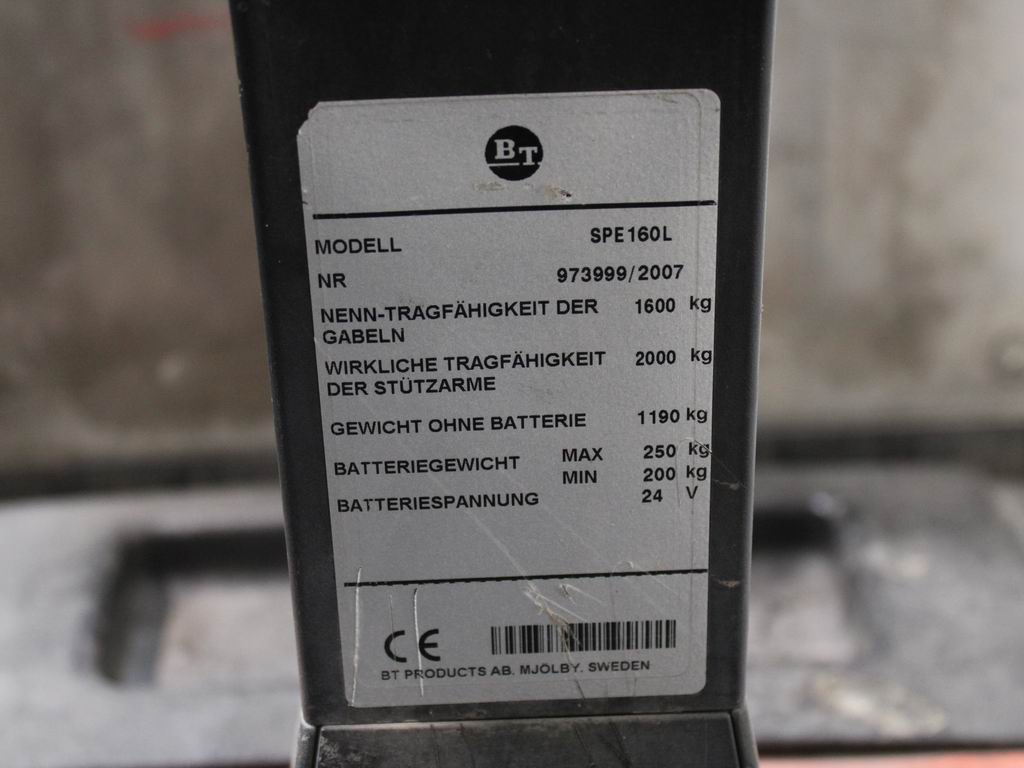 BT
MODELL SPE160L
NR 973999/2007
NENN-TRAGFÄHIGKEIT DER 1600 kg
GABELN
WIRKLICHE TRAGFÄHIGKEIT 2000 kg
DER STÜTZARME
GEWICHT OHNE BATTERIE 1190 kg
BATTERIEGEWICHT MAX 250 kg
MIN 200 kg
BATTERIESPANNUNG 24 V
CE
BT PRODUCTS AB. MJÖLBY. SWEDEN